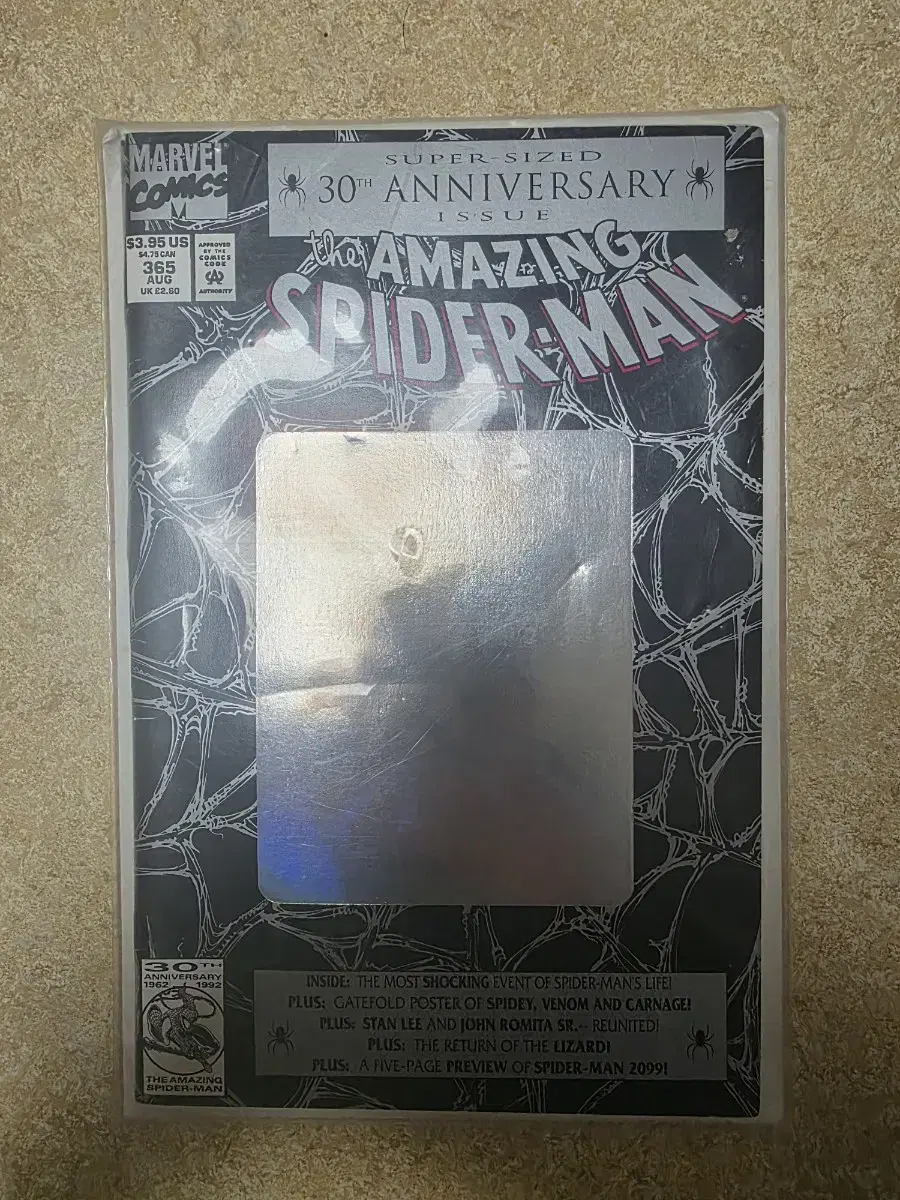 MARVEL
COMICS
SUPER-SIZED
30TH ANNIVERSARY
ISSUE
$3.95 US
$4.75 CAN
365
AUG
UK £2.60
APPROVED
BY THE
COMICS
CODE
CA
AUTHORITY
the AMAZING
SPIDER-MAN
30TH
ANNIVERSARY
1962 1992
THE AMAZING
SPIDER-MAN
INSIDE: THE MOST SHOCKING EVENT OF SPIDER-MAN'S LIFE!
PLUS: GATEFOLD POSTER OF SPIDEY, VENOM AND CARNAGE!
PLUS: STAN LEE AND JOHN ROMITA SR.-- REUNITED!
PLUS: THE RETURN OF THE LIZARD!
PLUS: A FIVE-PAGE PREVIEW OF SPIDER-MAN 2099!